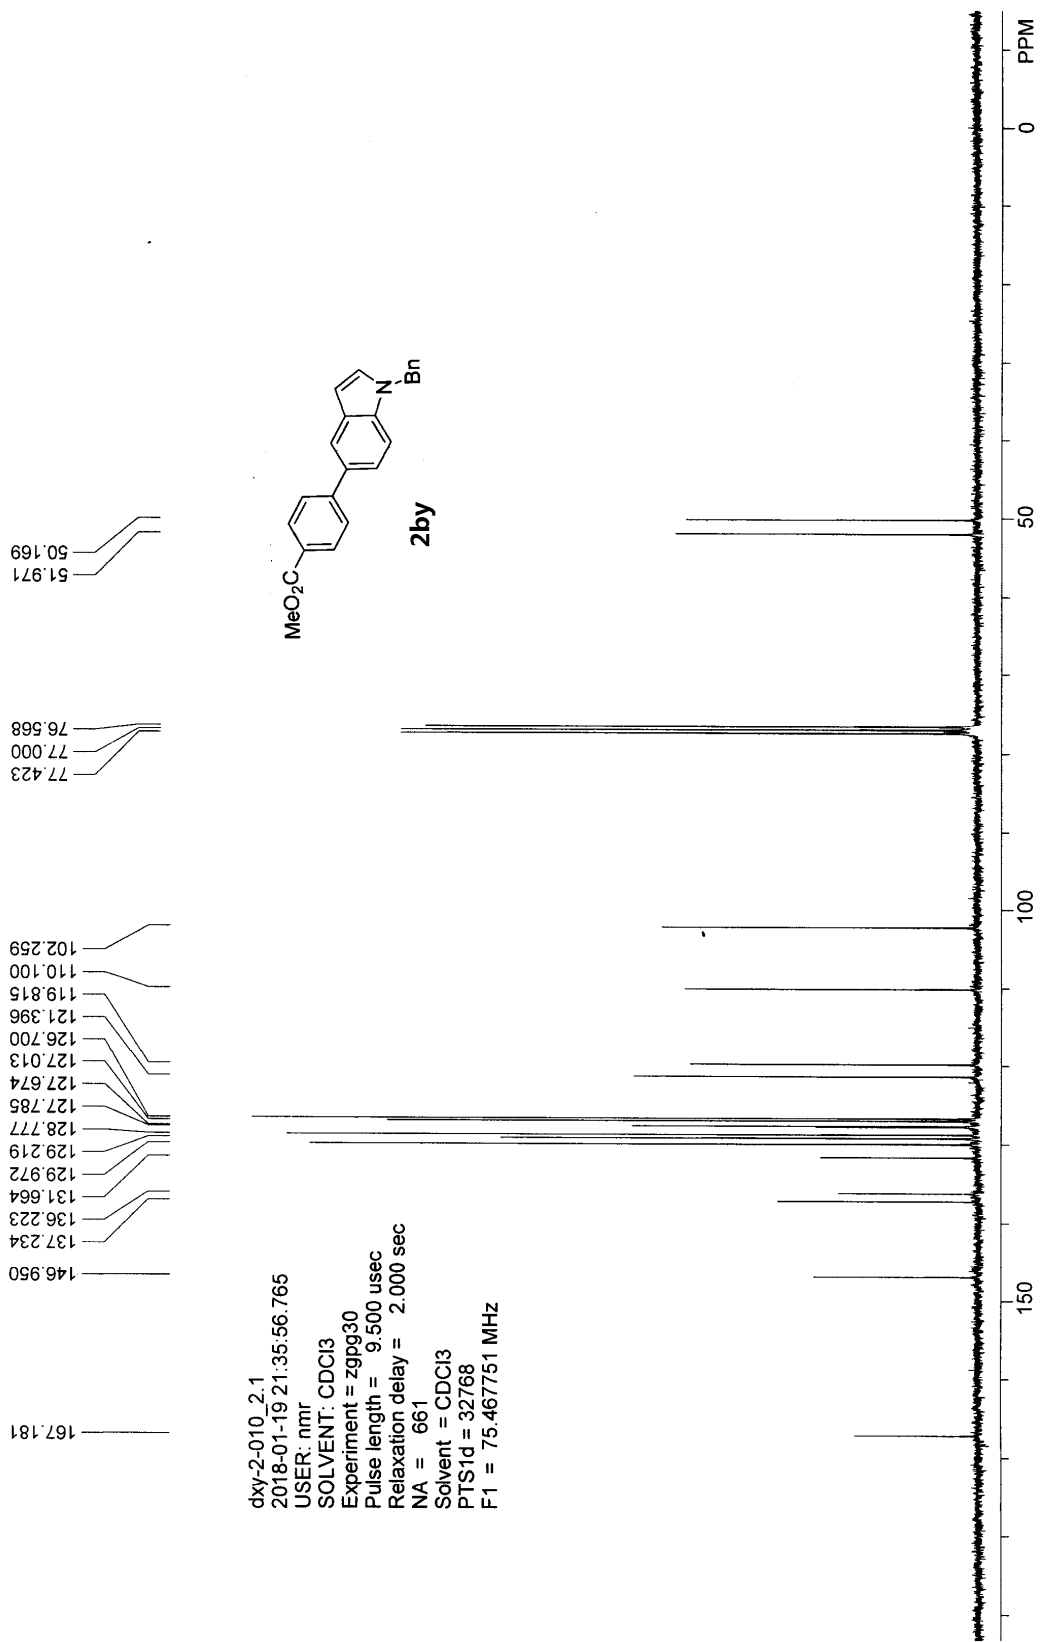 167.181
146.950
137.234
136.223
131.664
129.972
129.219
128.777
127.785
127.674
127.013
126.700
121.396
119.815
110.100
102.259
77.423
77.000
76.568
51.971
50.169
dxy-2-010_2.1
2018-01-19 21:35:56.765
USER: nmr
SOLVENT: CDCl3
Experiment = zgpg30
Pulse length = 9.500 usec
Relaxation delay = 2.000 sec
NA = 661
Solvent = CDCl3
PTS1d = 32768
F1 = 75.467751 MHz
MeO2C
N
Bn
2by
150
100
50
0
PPM